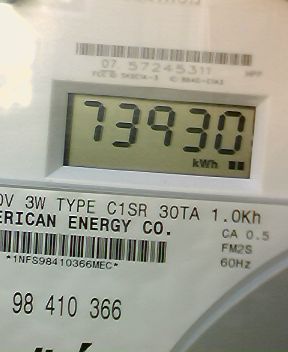 07 57245311
HPP
73930
kWh
0V 3W TYPE C1SR 30TA 1.0Kh
ERICAN ENERGY CO.
CA 0.5
FM2S
*1NFS98410366MEC*
60Hz
98 410 366